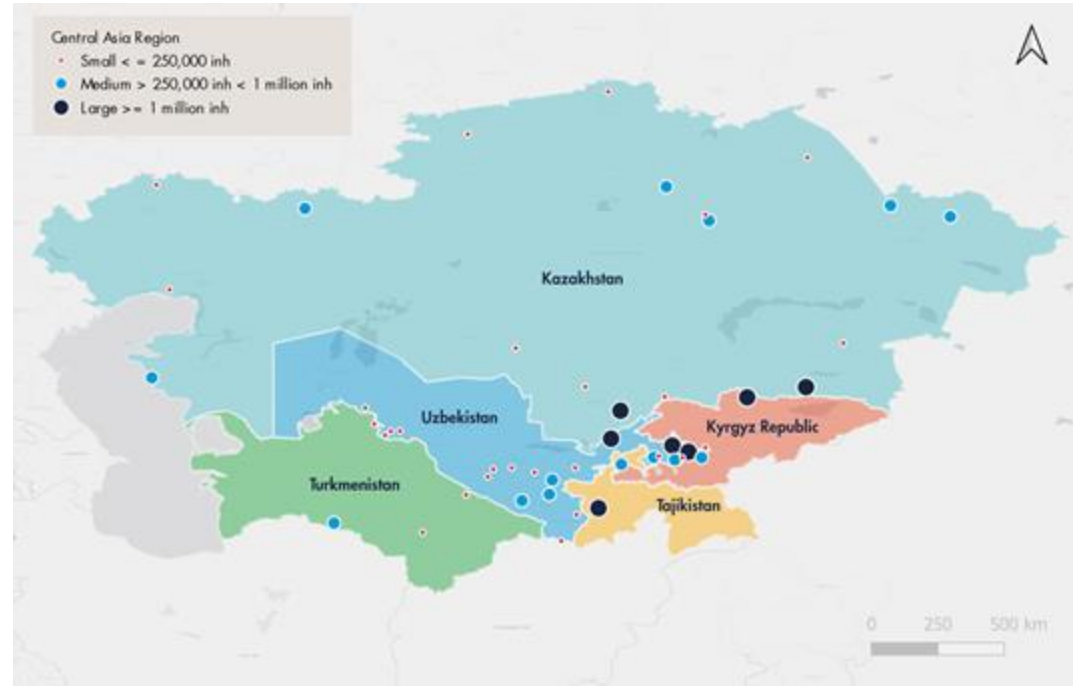 Central Asia Region
Small < = 250,000 inh
Medium > 250,000 inh < 1 million inh
Large >= 1 million inh
Kazakhstan
Uzbekistan
Kyrgyz Republic
Turkmenistan
Tajikistan
0 250 500 km